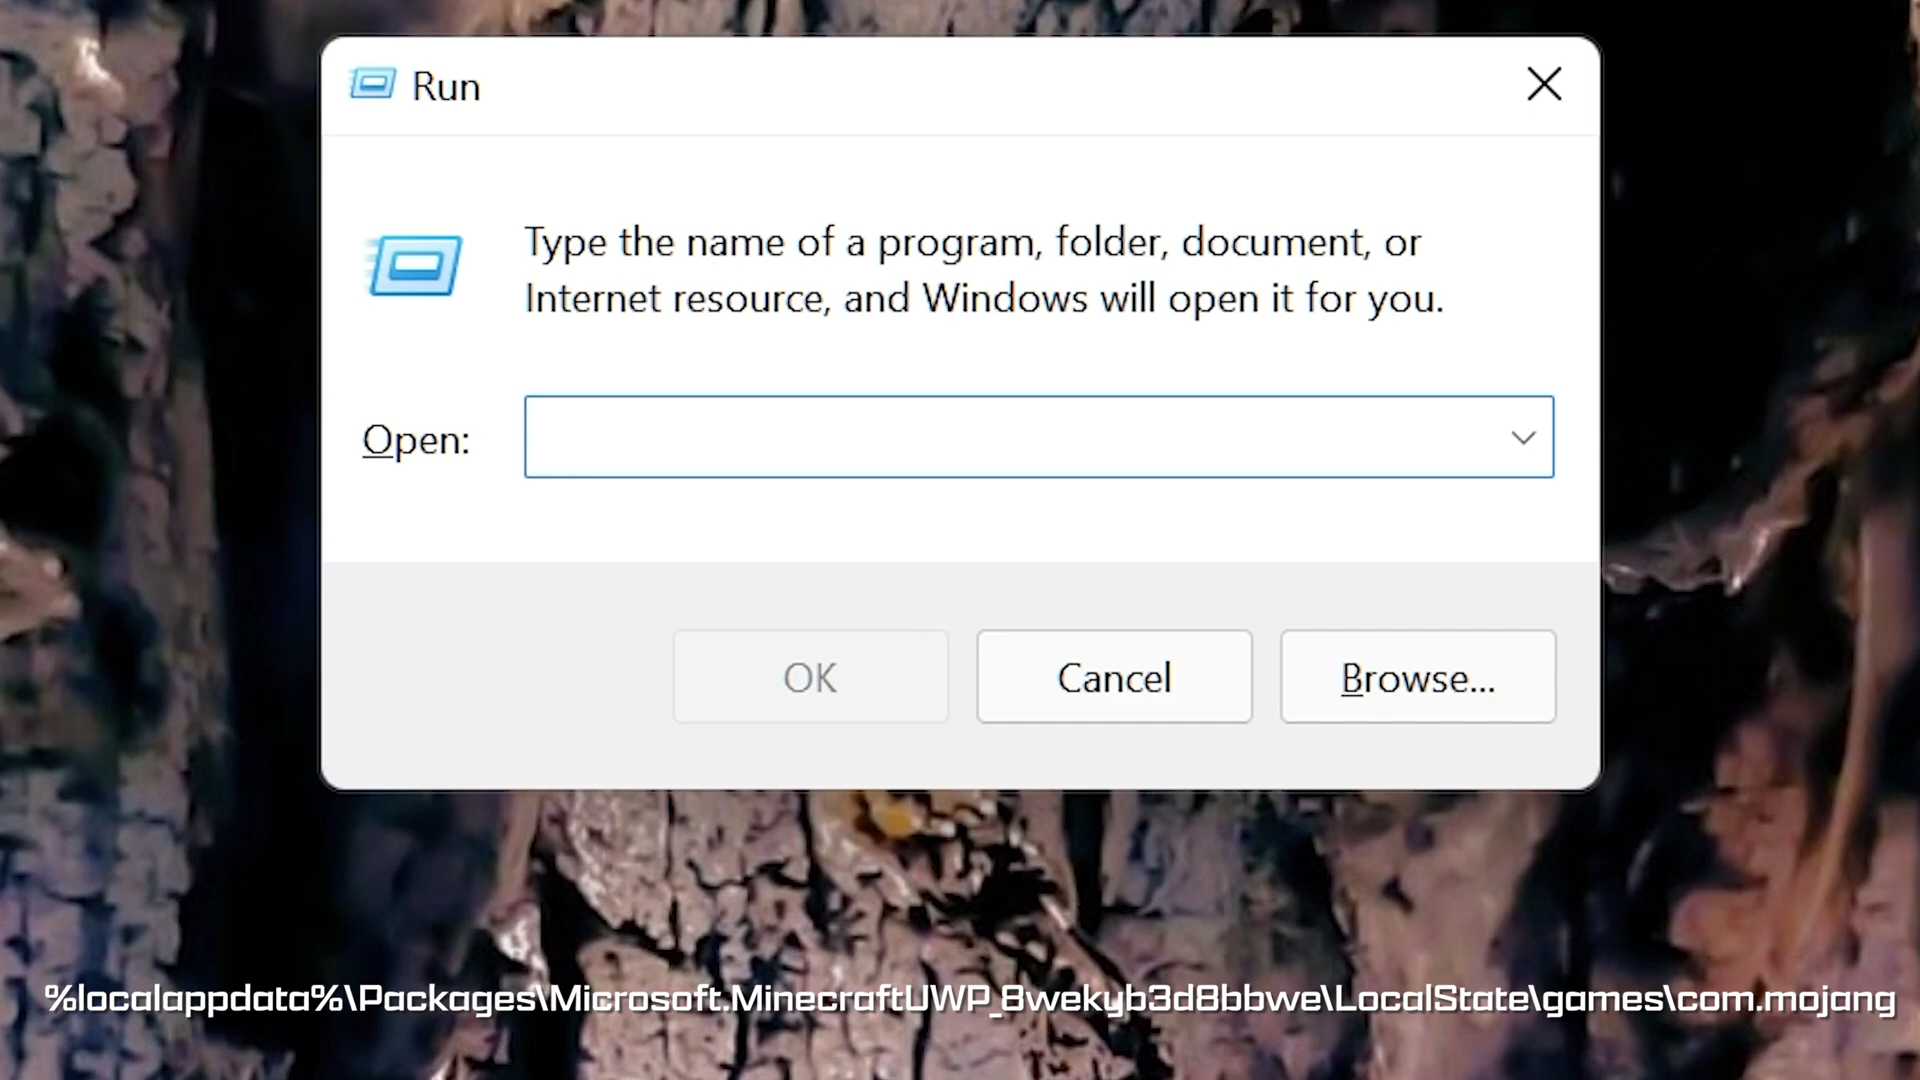 Run
Type the name of a program, folder, document, or
Internet resource, and Windows will open it for you.
Open:
OK
Cancel
Browse...
%localappdata%\Packages\Microsoft.MinecraftUWP_8wekyb3d8bbwe\LocalState\games\com.mojang